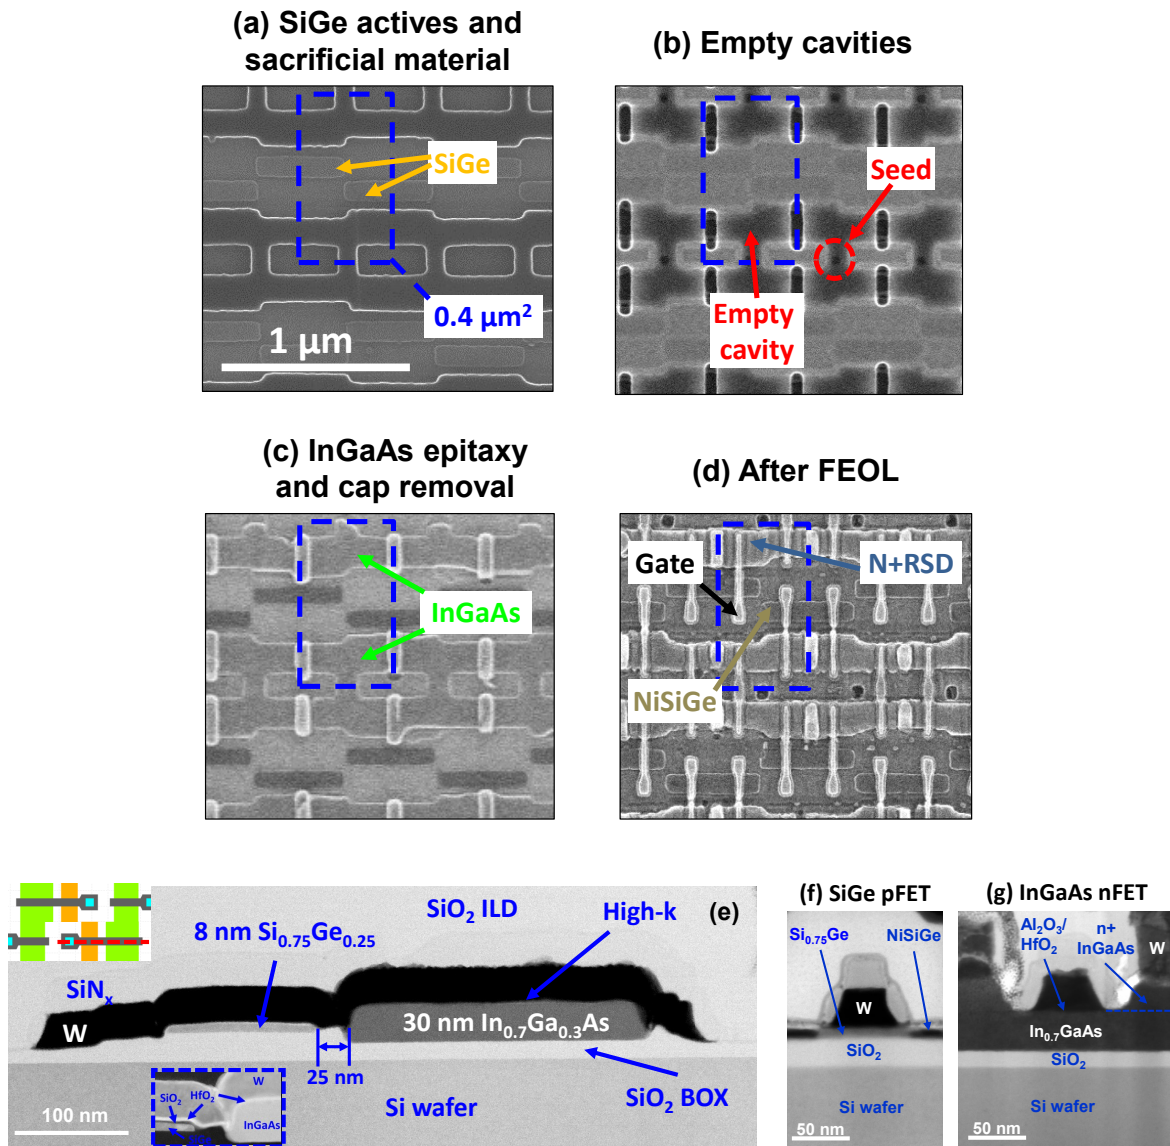 (a) SiGe actives and
sacrificial material
(b) Empty cavities
SiGe
0.4 µm²
1 µm
Seed
Empty
cavity
(c) InGaAs epitaxy
and cap removal
(d) After FEOL
InGaAs
Gate
N+RSD
NiSiGe
(e)
SiO₂ ILD
High-k
8 nm Si₀.₇₅Ge₀.₂₅
SiNₓ
W
30 nm In₀.₇Ga₀.₃As
25 nm
SiO₂ BOX
Si wafer
100 nm
W
SiO₂
HfO₂
InGaAs
(f) SiGe pFET
Si₀.₇₅Ge
NiSiGe
W
SiO₂
Si wafer
50 nm
(g) InGaAs nFET
Al₂O₃/
HfO₂
n+
InGaAs
W
In₀.₇GaAs
SiO₂
Si wafer
50 nm